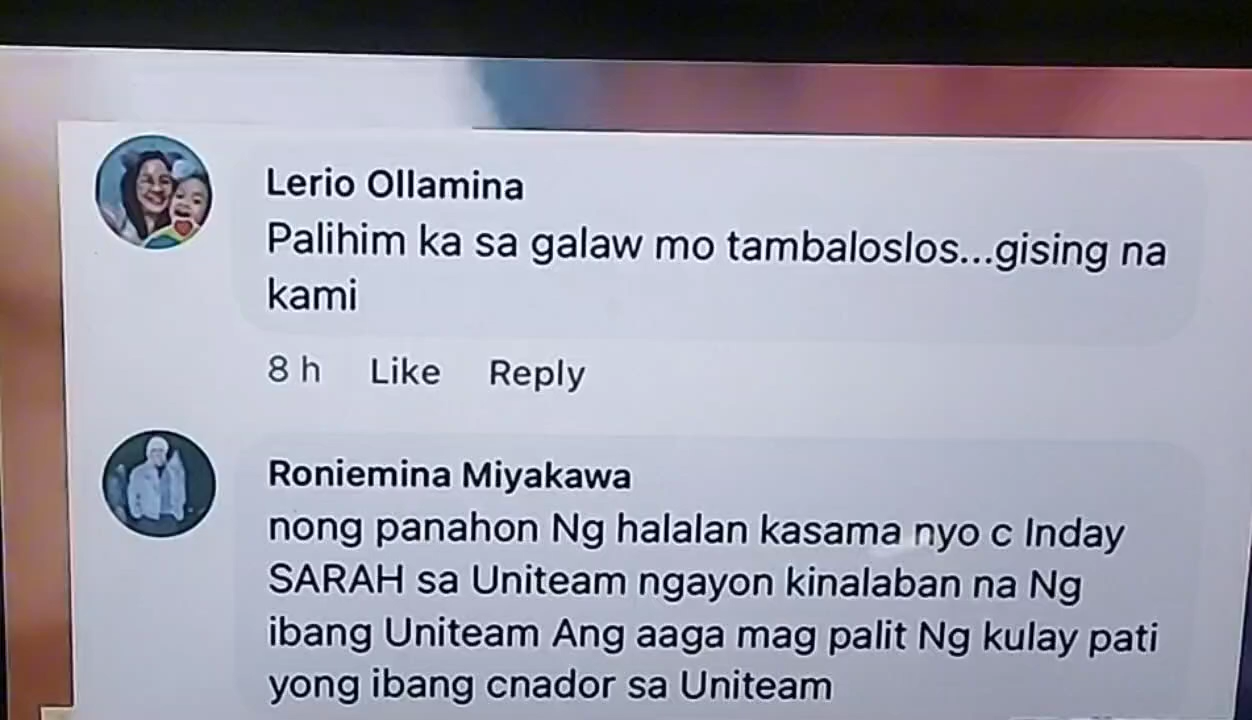 Lerio Ollamina
Palihim ka sa galaw mo tambaloslos...gising na
kami
8 h Like Reply
Roniemina Miyakawa
nong panahon Ng halalan kasama nyo c Inday
SARAH sa Uniteam ngayon kinalaban na Ng
ibang Uniteam Ang aaga mag palit Ng kulay pati
yong ibang cnador sa Uniteam